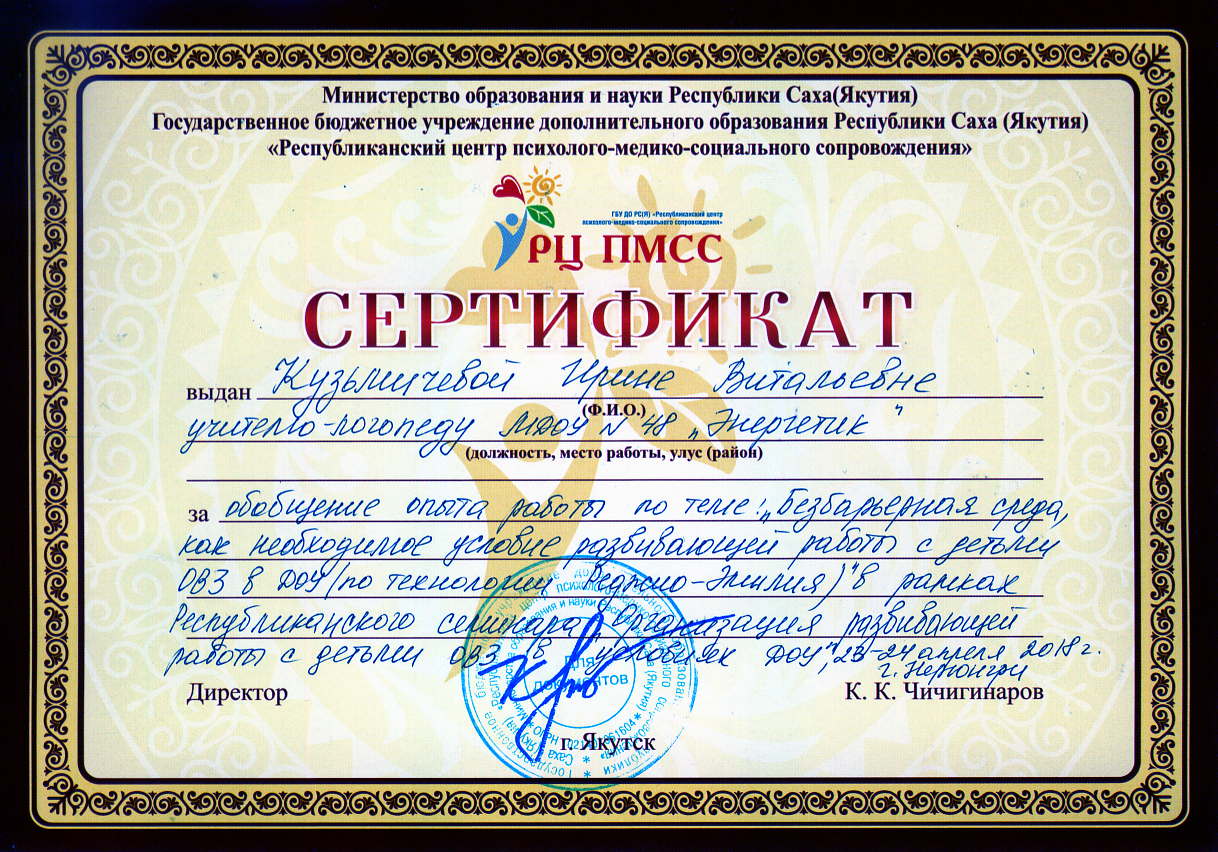 Министерство образования и науки Республики Саха(Якутия)
Государственное бюджетное учреждение дополнительного образования Республики Саха (Якутия)
«Республиканский центр психолого-медико-социального сопровождения»
ГБУ ДО РС(Я) «Республиканский центр
психолого-медико-социального сопровождения»
РЦ ПМСС
СЕРТИФИКАТ
выдан Кузьмичевой Ирине Витальевне
(Ф.И.О.)
учителю-логопеду МДОУ N 48 „Энергетик"
(должность, место работы, улус (район)
за обобщение опыта работы по теме: „Безбарьерная среда,
как необходимое условие развивающей работы с детьми
ОВЗ в ДОУ (по технологии Реджио-Эмилия)" в рамках
Республиканского семинара „Организация развивающей
работы с детьми ОВЗ в условиях ДОУ", 23-24 апреля 2018 г.
г. Нерюнгри
Директор К. К. Чичигинаров
ДЛЯ
ДОКУМЕНТОВ
г. Якутск